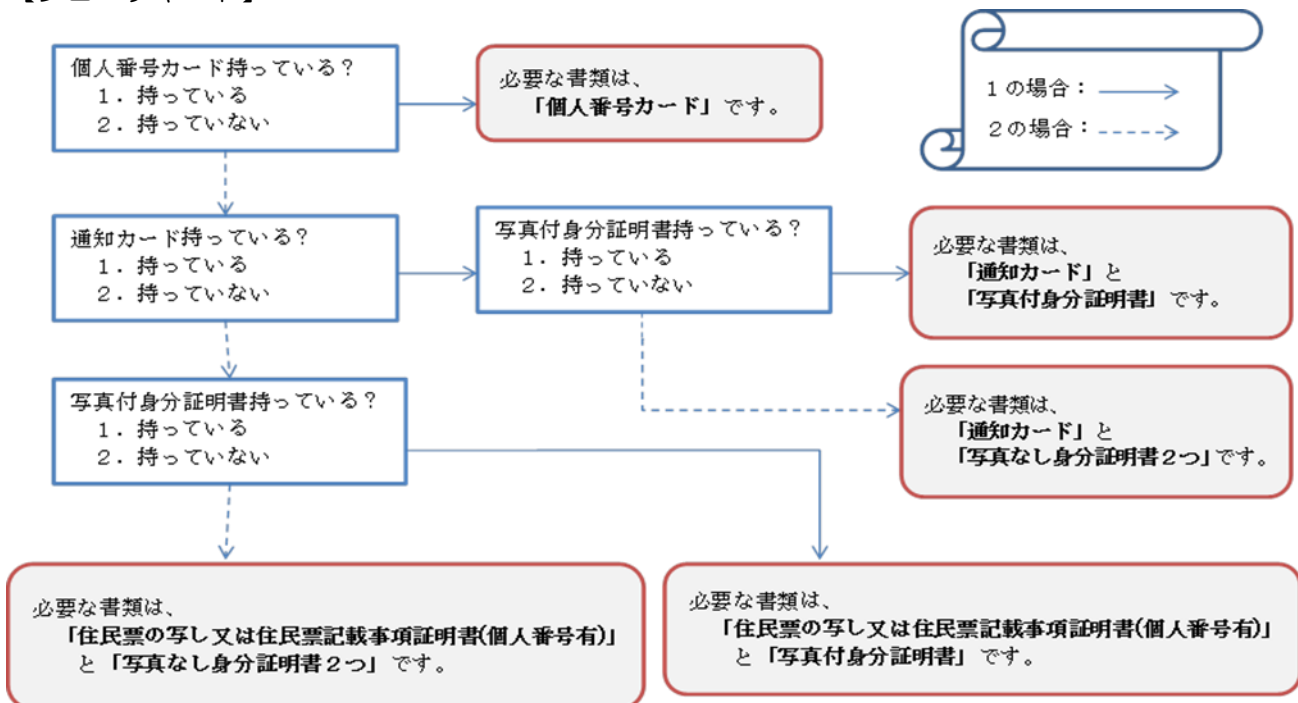 個人番号カード持っている?
1．持っている
2．持っていない
必要な書類は、
「個人番号カード」です。
1の場合：
2の場合：
通知カード持っている?
1．持っている
2．持っていない
写真付身分証明書持っている?
1．持っている
2．持っていない
必要な書類は、
「通知カード」と
「写真付身分証明書」です。
写真付身分証明書持っている?
1．持っている
2．持っていない
必要な書類は、
「通知カード」と
「写真なし身分証明書2つ」です。
必要な書類は、
「住民票の写し又は住民票記載事項証明書(個人番号有)」
と「写真なし身分証明書2つ」です。
必要な書類は、
「住民票の写し又は住民票記載事項証明書(個人番号有)」
と「写真付身分証明書」です。